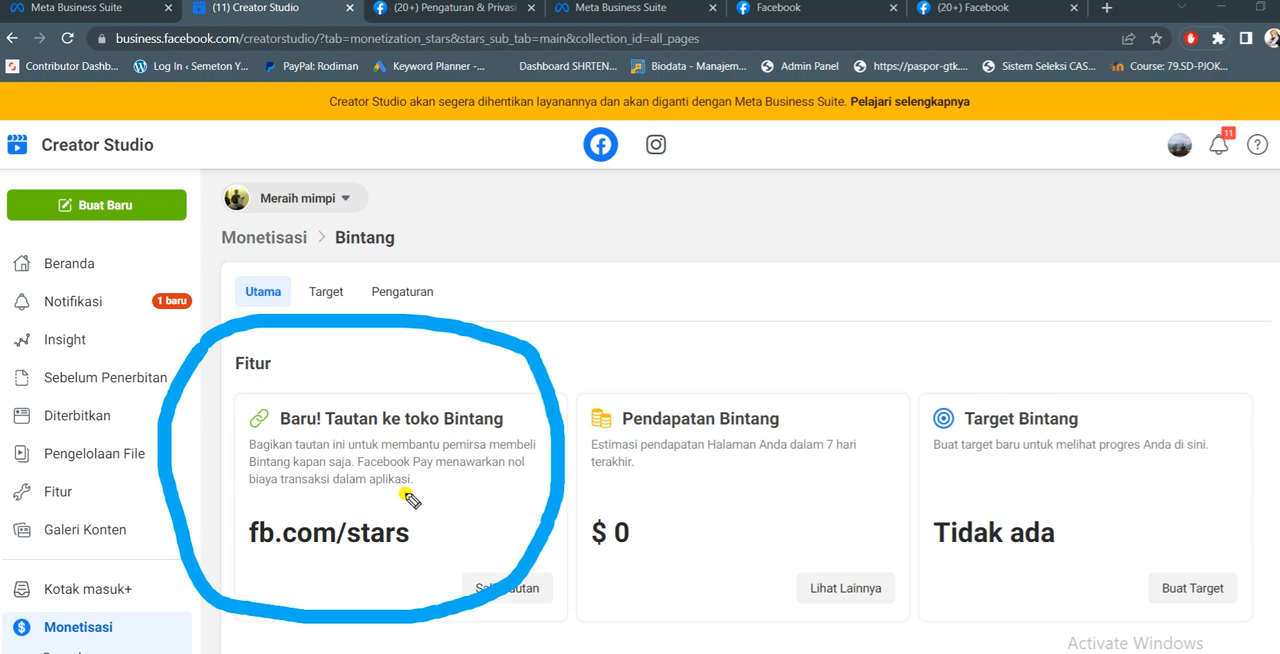 Meta Business Suite
(11) Creator Studio
(20+) Pengaturan & Privasi
Meta Business Suite
Facebook
(20+) Facebook
business.facebook.com/creatorstudio/?tab=monetization_stars&stars_sub_tab=main&collection_id=all_pages
Contributor Dashb...
Log In ‹ Semeton Y...
PayPal: Rodiman
Keyword Planner -...
Dashboard SHRTEN...
Biodata - Manajem...
Admin Panel
https://paspor-gtk....
Sistem Seleksi CAS...
Course: 79.SD-PJOK...
Creator Studio akan segera dihentikan layanannya dan akan diganti dengan Meta Business Suite. Pelajari selengkapnya
Creator Studio
11
Buat Baru
Meraih mimpi
Monetisasi > Bintang
Beranda
Notifikasi
1 baru
Insight
Sebelum Penerbitan
Diterbitkan
Pengelolaan File
Fitur
Galeri Konten
Kotak masuk+
Monetisasi
Utama
Target
Pengaturan
Fitur
Baru! Tautan ke toko Bintang
Bagikan tautan ini untuk membantu pemirsa membeli
Bintang kapan saja. Facebook Pay menawarkan nol
biaya transaksi dalam aplikasi.
fb.com/stars
Pendapatan Bintang
Estimasi pendapatan Halaman Anda dalam 7 hari
terakhir.
$ 0
Lihat Lainnya
Target Bintang
Buat target baru untuk melihat progres Anda di sini.
Tidak ada
Buat Target
Activate Windows